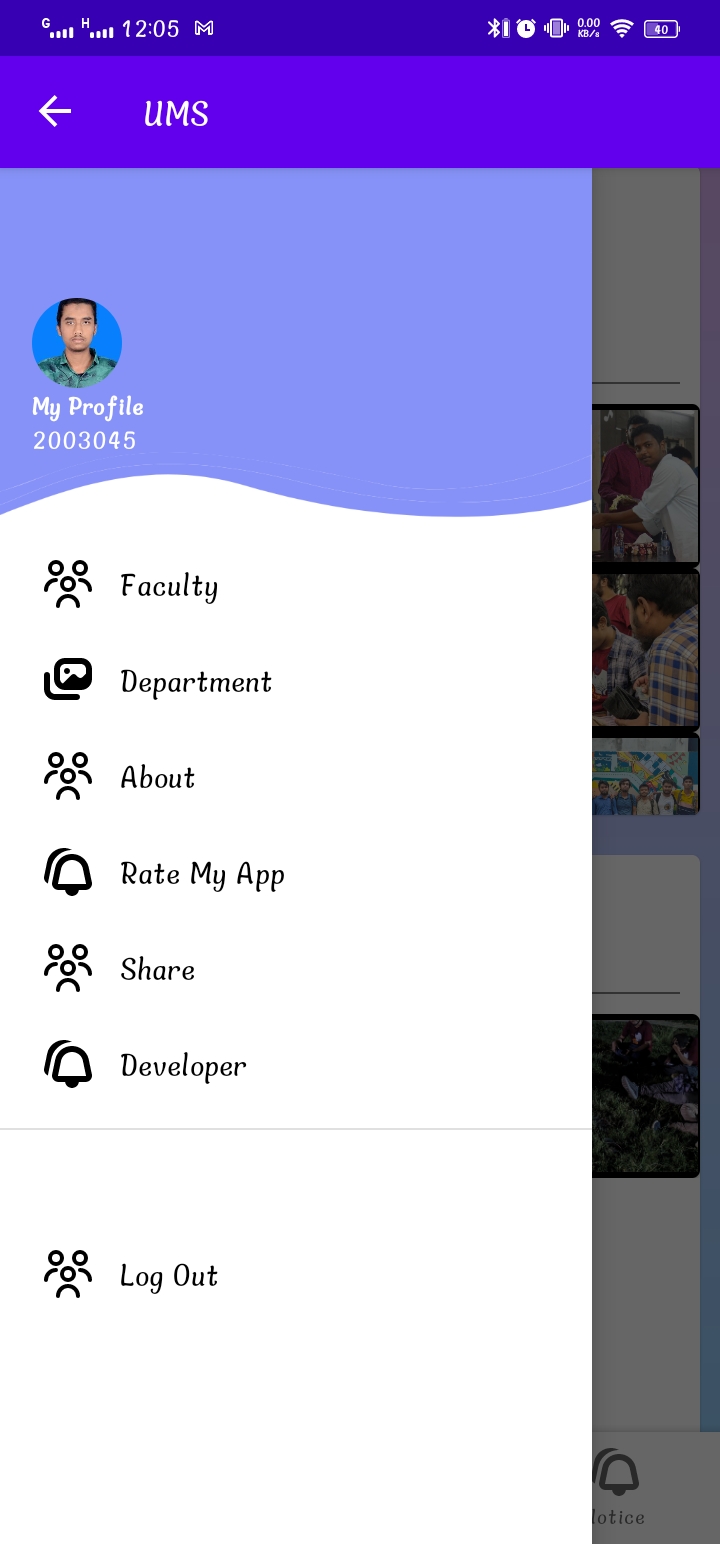 G H 12:05 0.00 KB/s 40
UMS
My Profile
2003045
Faculty
Department
About
Rate My App
Share
Developer
Log Out